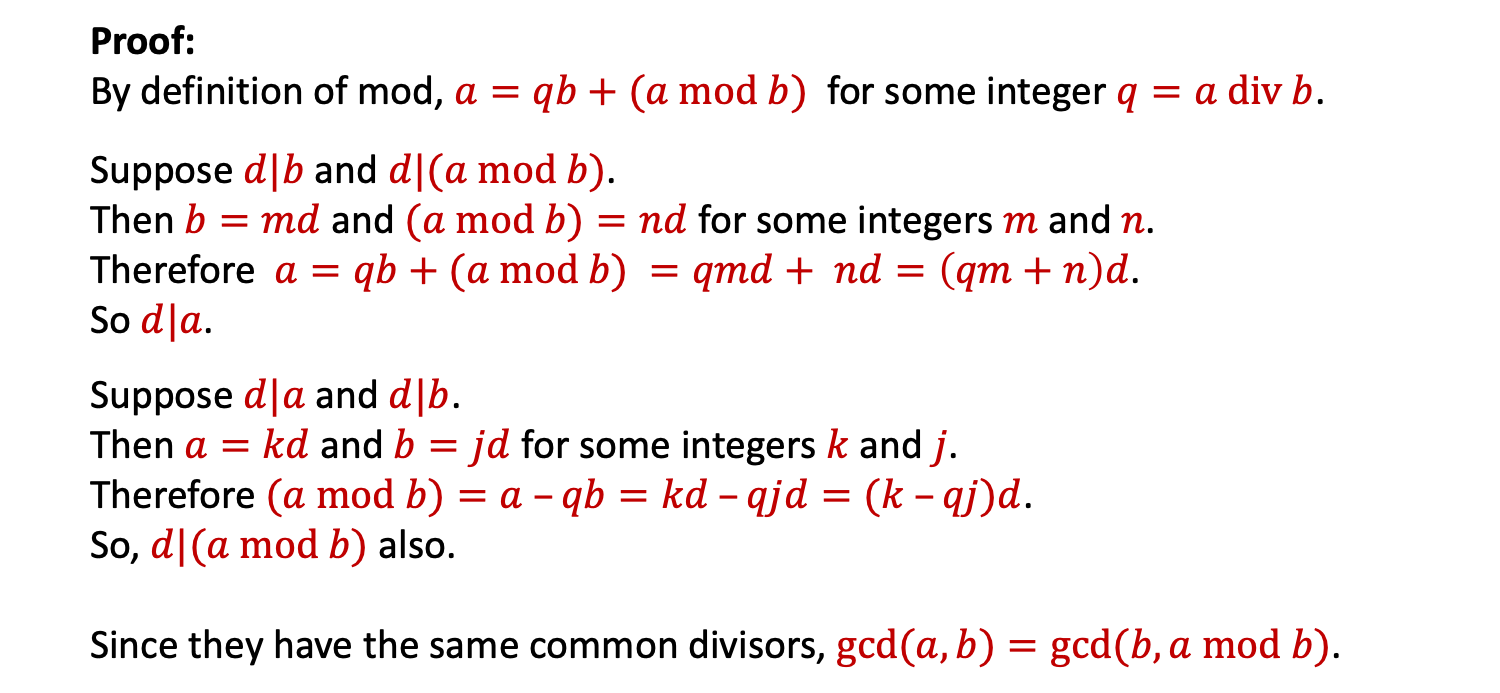 Proof:
By definition of mod, a = qb + (a mod b) for some integer q = a div b.
Suppose d|b and d|(a mod b).
Then b = md and (a mod b) = nd for some integers m and n.
Therefore a = qb + (a mod b) = qmd + nd = (qm + n)d.
So d|a.
Suppose d|a and d|b.
Then a = kd and b = jd for some integers k and j.
Therefore (a mod b) = a – qb = kd – qjd = (k – qj)d.
So, d|(a mod b) also.
Since they have the same common divisors, gcd(a, b) = gcd(b, a mod b).